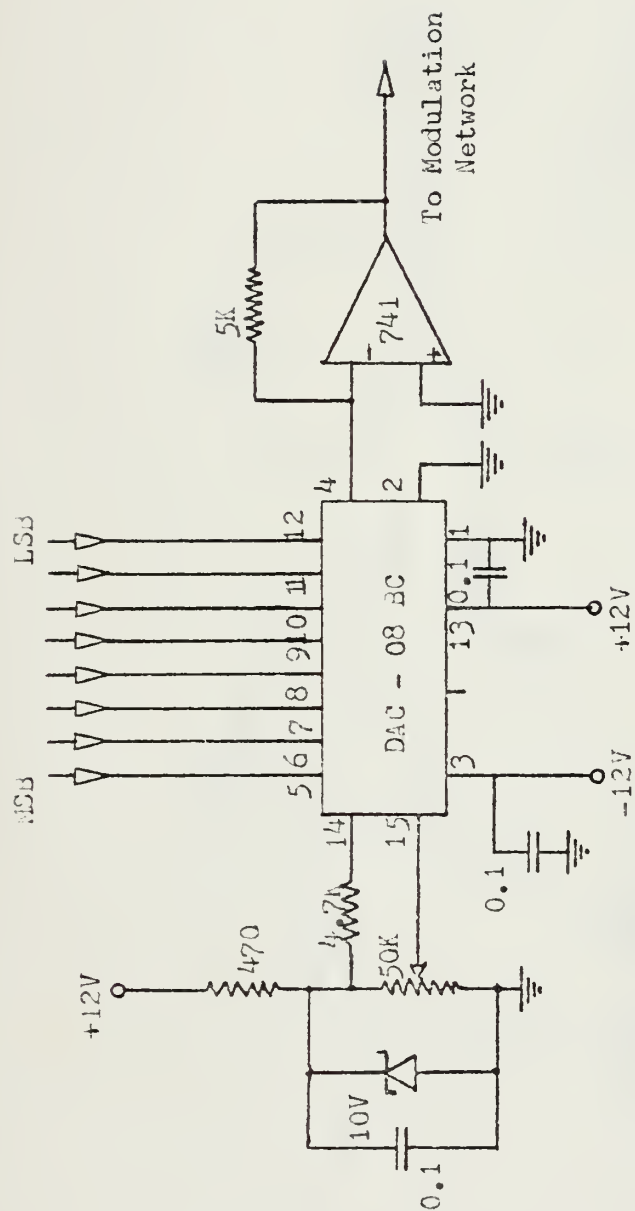 MSB
LSB
5
6
7
8
9
10
11
12
+12V
470
14
4.7K
15
50K
10V
0.1
DAC - 08 BC
4
2
5K
-
741
+
To Modulation
Network
3
13
0.1
1
0.1
-12V
+12V